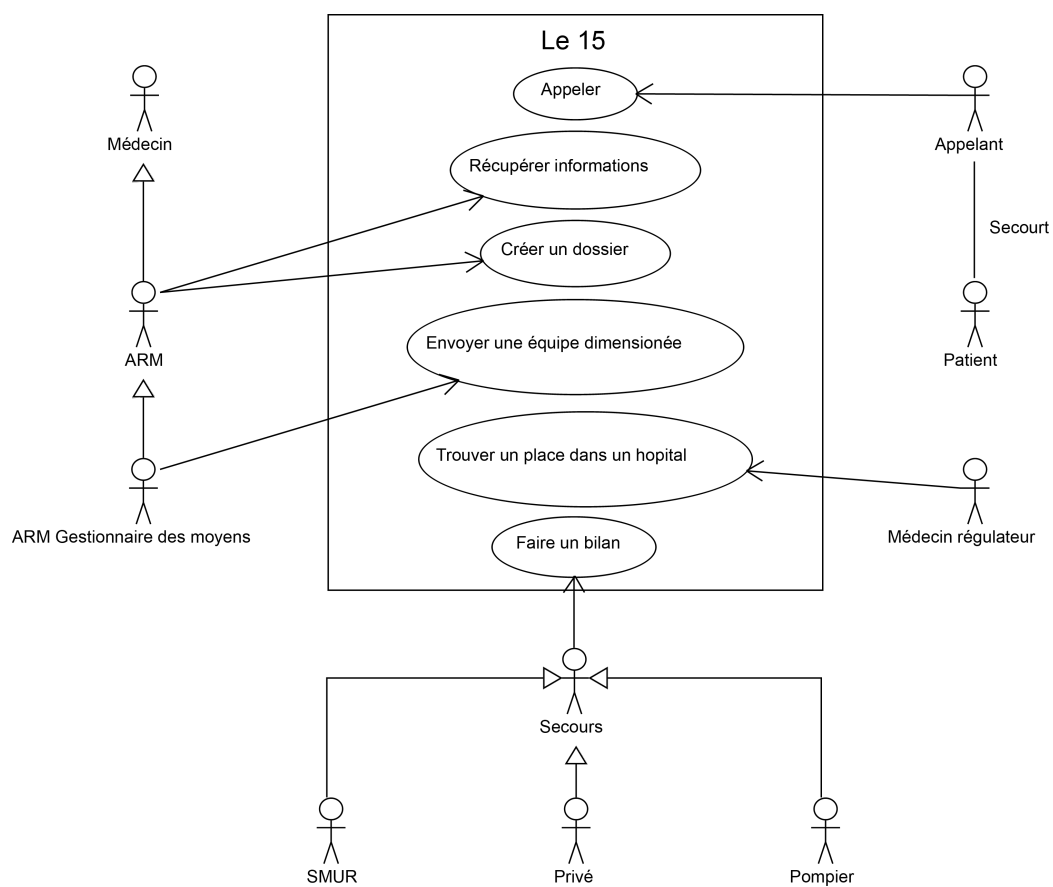 Le 15
Appeler
Médecin
Appelant
Récupérer informations
Secourt
Créer un dossier
Envoyer une équipe dimensionée
ARM
Patient
Trouver un place dans un hopital
ARM Gestionnaire des moyens
Faire un bilan
Médecin régulateur
Secours
SMUR
Privé
Pompier